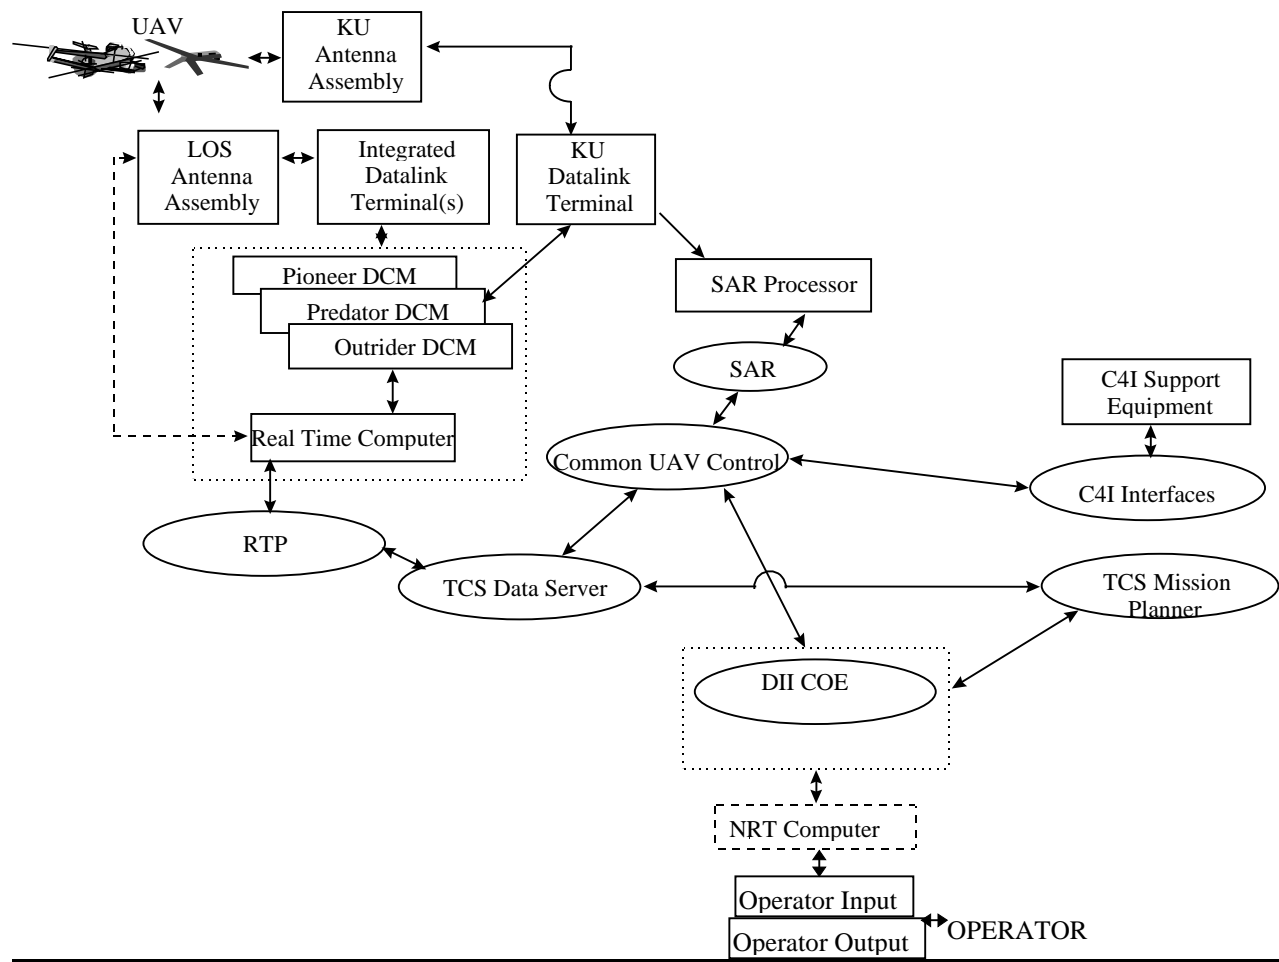 UAV
KU
Antenna
Assembly
LOS
Antenna
Assembly
Integrated
Datalink
Terminal(s)
KU
Datalink
Terminal
Pioneer DCM
Predator DCM
Outrider DCM
SAR Processor
SAR
C4I Support
Equipment
Real Time Computer
Common UAV Control
C4I Interfaces
RTP
TCS Data Server
TCS Mission
Planner
DII COE
NRT Computer
Operator Input
Operator Output
OPERATOR